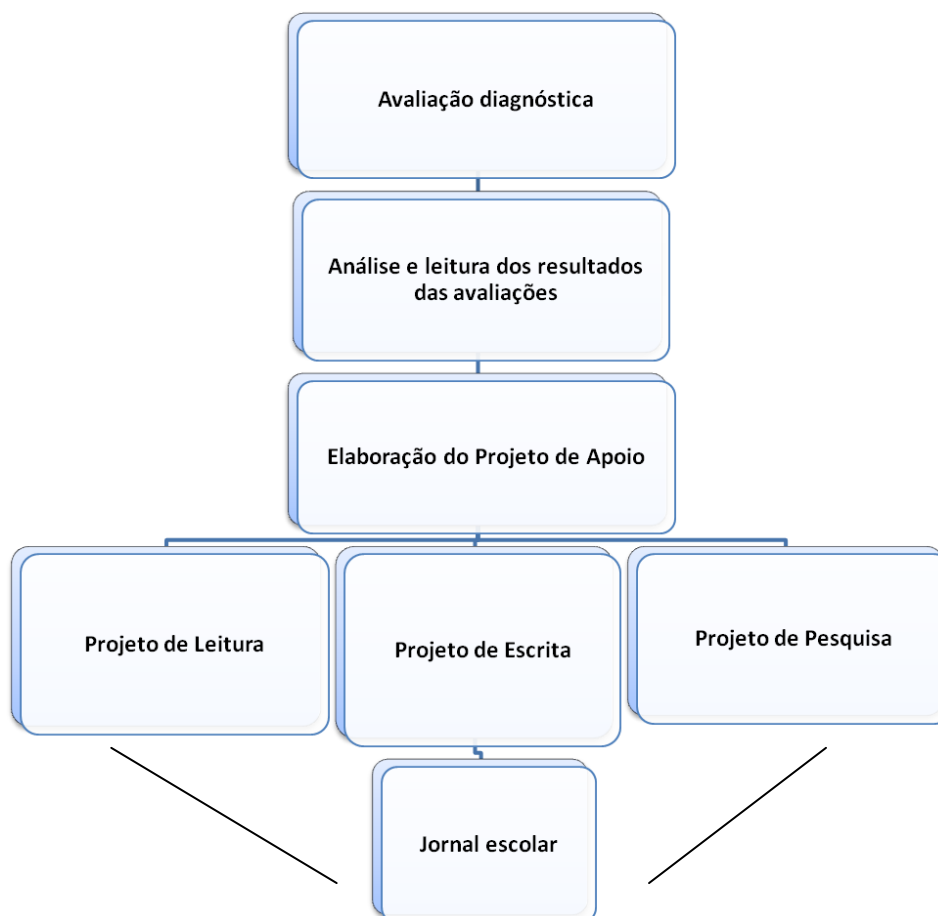 Avaliação diagnóstica
Análise e leitura dos resultados
das avaliações
Elaboração do Projeto de Apoio
Projeto de Leitura
Projeto de Escrita
Projeto de Pesquisa
Jornal escolar